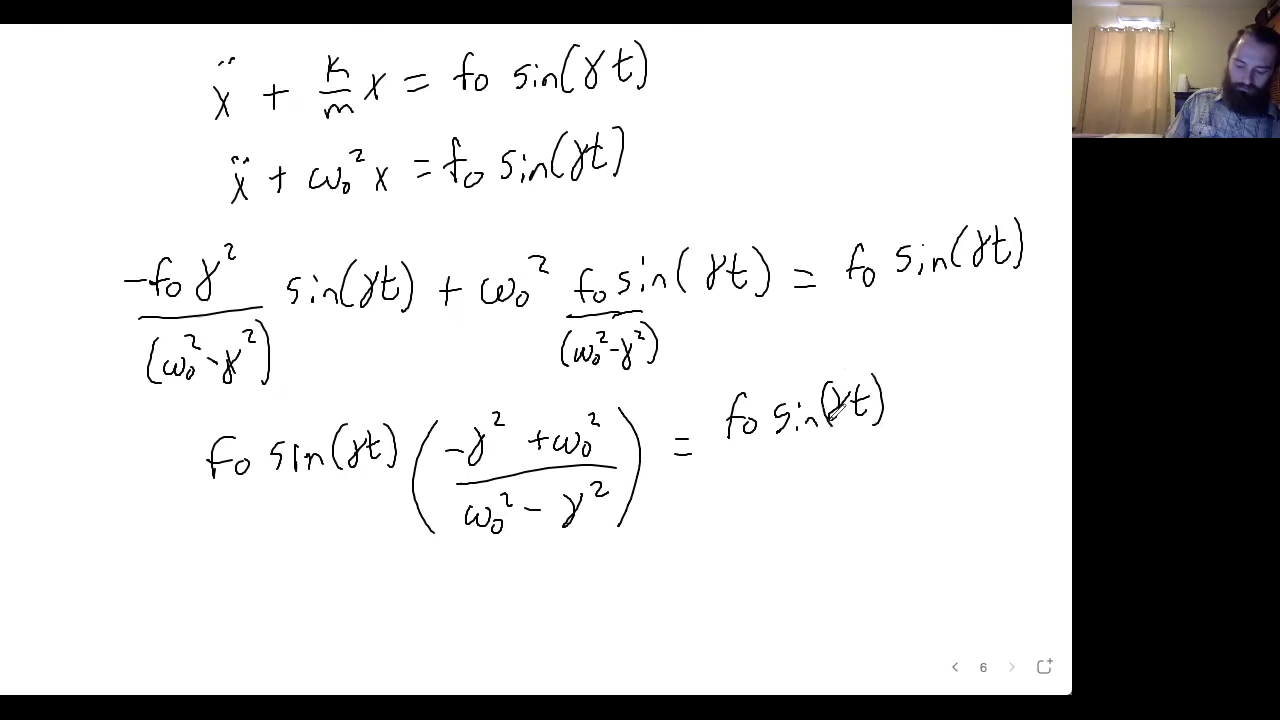 ẍ + k/m x = f₀ sin(γt)
ẍ + ω₀² x = f₀ sin(γt)
-f₀γ²/(ω₀²-γ²) sin(γt) + ω₀² f₀ sin(γt)/(ω₀²-γ²) = f₀ sin(γt)
f₀ sin(γt) (-γ² + ω₀²/ω₀² - γ²) = f₀ sin(γt)
6